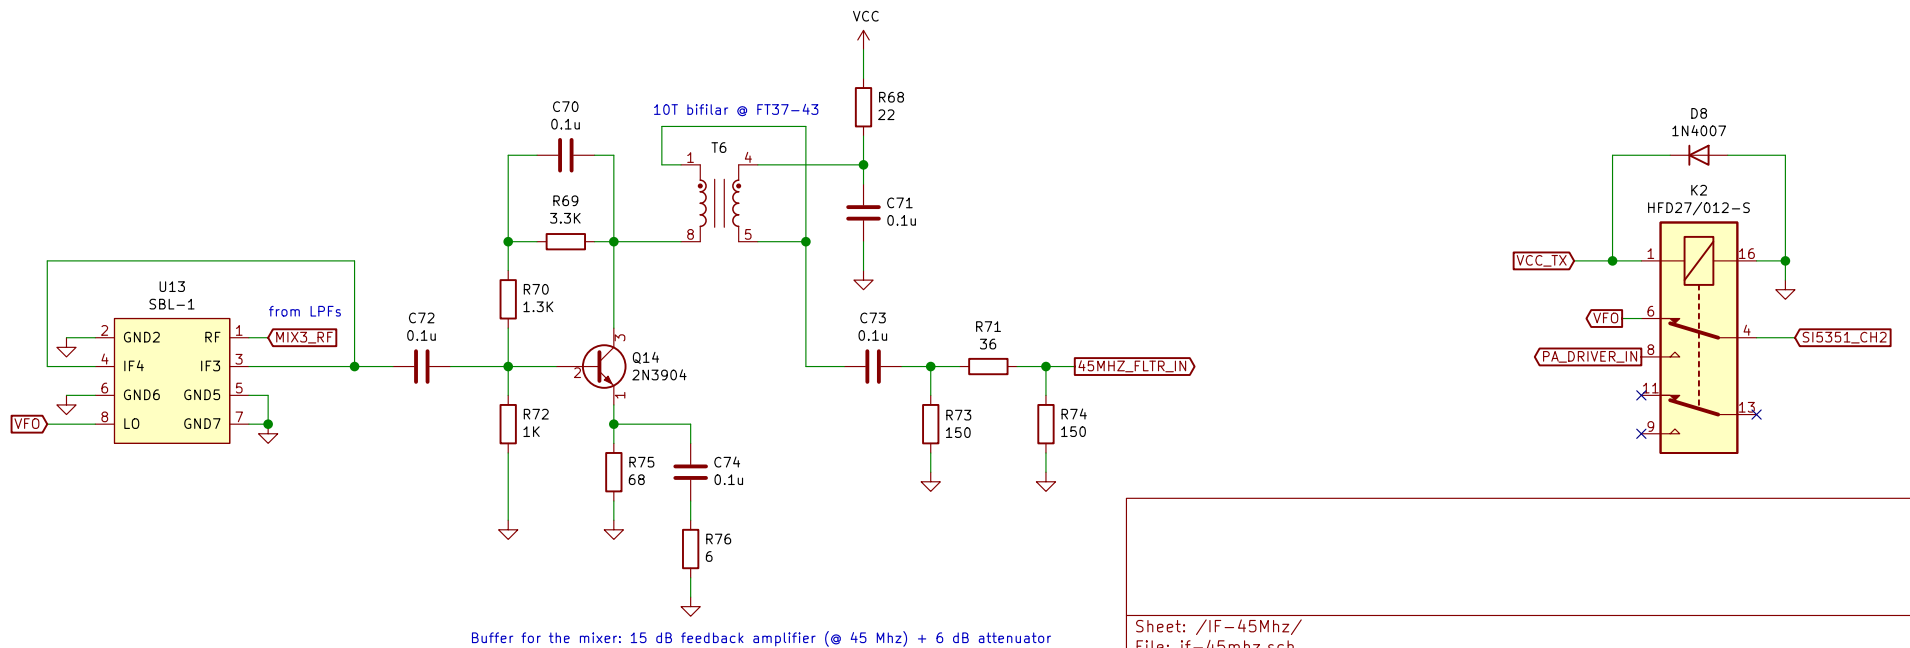 VCC
R68
22
C70
0.1u
10T bifilar @ FT37-43
T6
1
4
8
5
R69
3.3K
C71
0.1u
D8
1N4007
K2
HFD27/012-S
VCC_TX
1
16
VFO
6
4
SI5351_CH2
PA_DRIVER_IN
8
11
13
9
U13
SBL-1
from LPFs
2
GND2
RF
1
MIX3_RF
4
IF4
IF3
3
6
GND6
GND5
5
VFO
8
LO
GND7
7
C72
0.1u
R70
1.3K
3
2
1
Q14
2N3904
R72
1K
R75
68
C74
0.1u
R76
6
C73
0.1u
R71
36
45MHZ_FLTR_IN
R73
150
R74
150
Buffer for the mixer: 15 dB feedback amplifier (@ 45 Mhz) + 6 dB attenuator
Sheet: /IF-45Mhz/
File: if-45mhz.sch